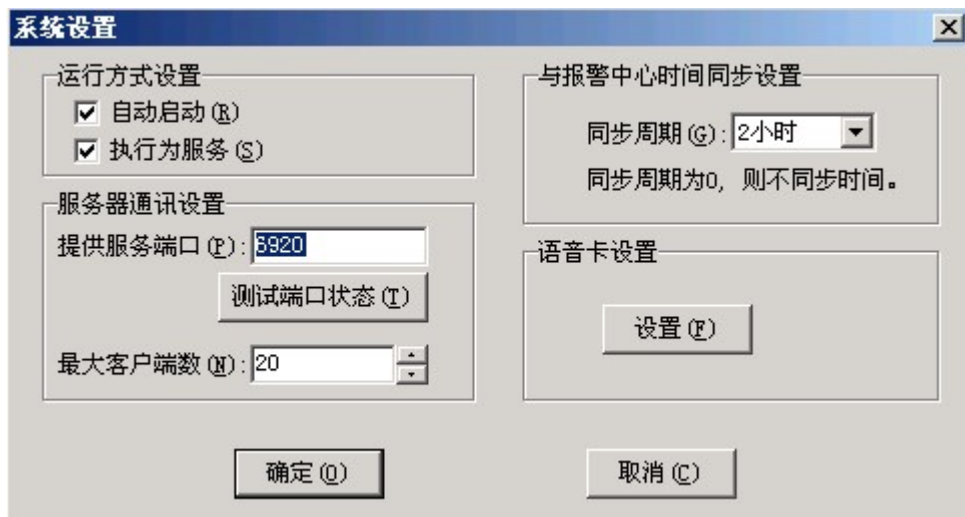 系统设置
运行方式设置
自动启动(R)
执行为服务(S)
服务器通讯设置
提供服务端口(P): 6920
测试端口状态(T)
最大客户端数(N): 20
与报警中心时间同步设置
同步周期(G): 2小时
同步周期为0, 则不同步时间。
语音卡设置
设置(F)
确定(O)
取消(C)